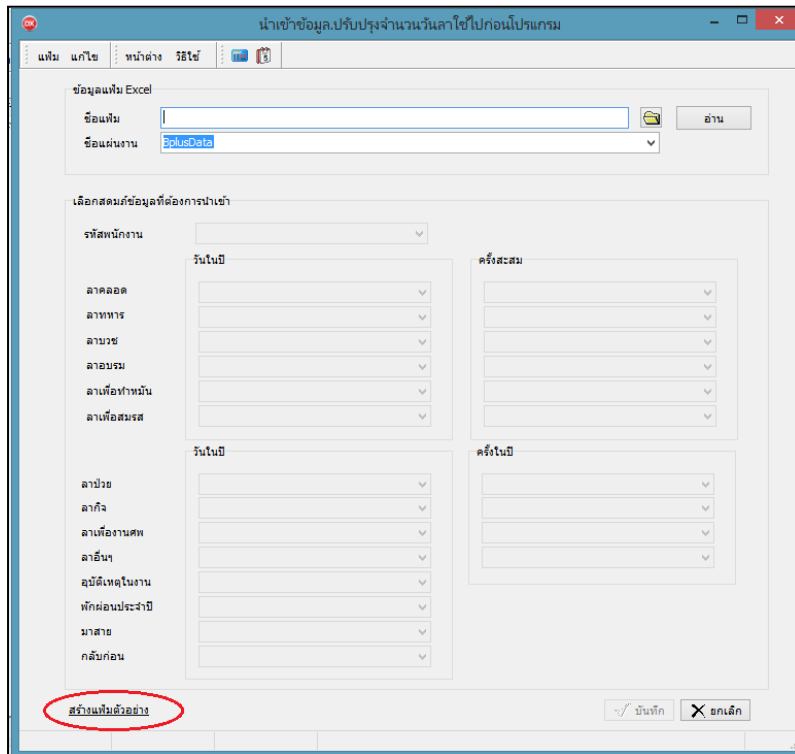 นำเข้าข้อมูล.ปรับปรุงจำนวนวันลาใช้ไปก่อนโปรแกรม
แฟ้ม แก้ไข หน้าต่าง วิธีใช้
ข้อมูลแฟ้ม Excel
ชื่อแฟ้ม
อ่าน
ชื่อแผ่นงาน BplusData
เลือกสดมภ์ข้อมูลที่ต้องการนำเข้า
รหัสพนักงาน
วันในปี ครั้งสะสม
ลาคลอด
ลาทหาร
ลาบวช
ลาอบรม
ลาเพื่อทำหมัน
ลาเพื่อสมรส
วันในปี ครั้งในปี
ลาป่วย
ลากิจ
ลาเพื่องานศพ
ลาอื่นๆ
อุบัติเหตุในงาน
พักผ่อนประจำปี
มาสาย
กลับก่อน
สร้างแฟ้มตัวอย่าง บันทึก ยกเลิก